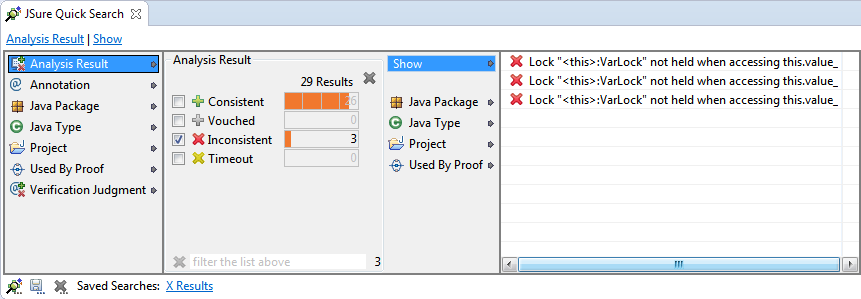 JSure Quick Search
Analysis Result | Show
Analysis Result
Annotation
Java Package
Java Type
Project
Used By Proof
Verification Judgment
Analysis Result
29 Results
Consistent 26
Vouched 0
Inconsistent 3
Timeout 0
filter the list above 3
Show
Java Package
Java Type
Project
Used By Proof
Lock "<this>:VarLock" not held when accessing this.value_
Lock "<this>:VarLock" not held when accessing this.value_
Lock "<this>:VarLock" not held when accessing this.value_
Saved Searches: X Results